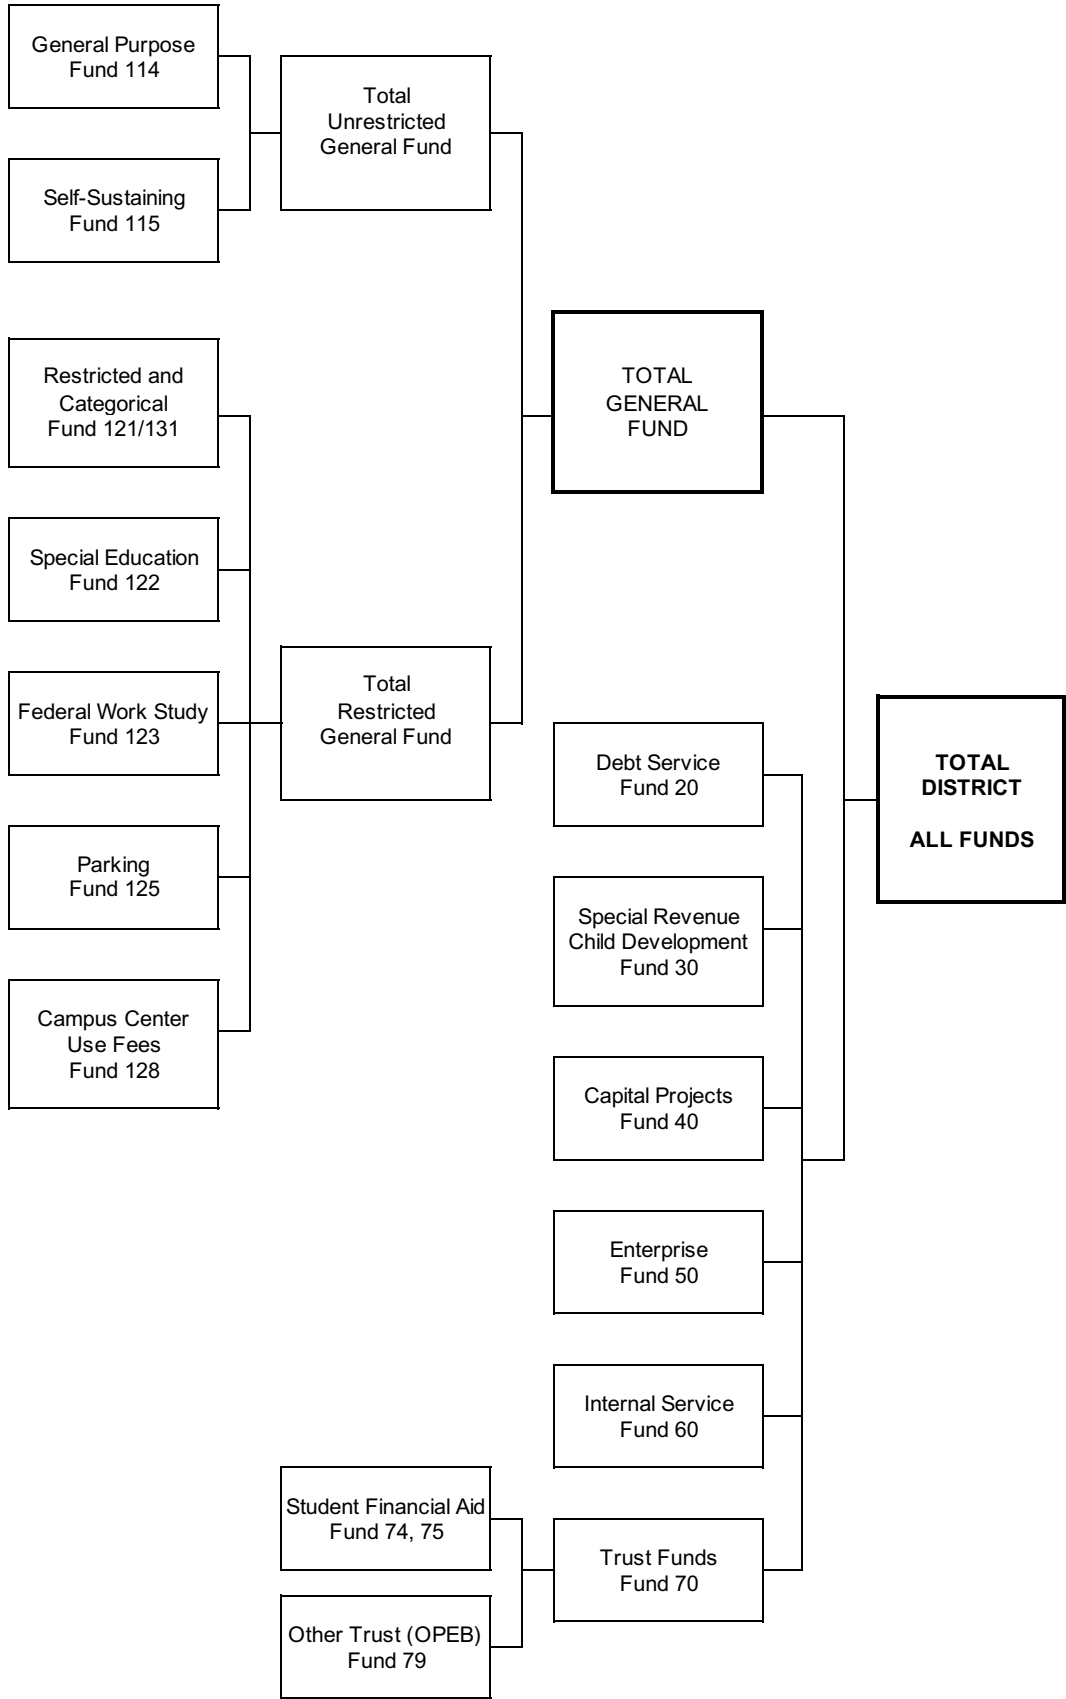 General Purpose
Fund 114
Total
Unrestricted
General Fund
Self-Sustaining
Fund 115
Restricted and
Categorical
Fund 121/131
TOTAL
GENERAL
FUND
Special Education
Fund 122
Federal Work Study
Fund 123
Total
Restricted
General Fund
Debt Service
Fund 20
TOTAL
DISTRICT
ALL FUNDS
Parking
Fund 125
Special Revenue
Child Development
Fund 30
Campus Center
Use Fees
Fund 128
Capital Projects
Fund 40
Enterprise
Fund 50
Internal Service
Fund 60
Student Financial Aid
Fund 74, 75
Trust Funds
Fund 70
Other Trust (OPEB)
Fund 79